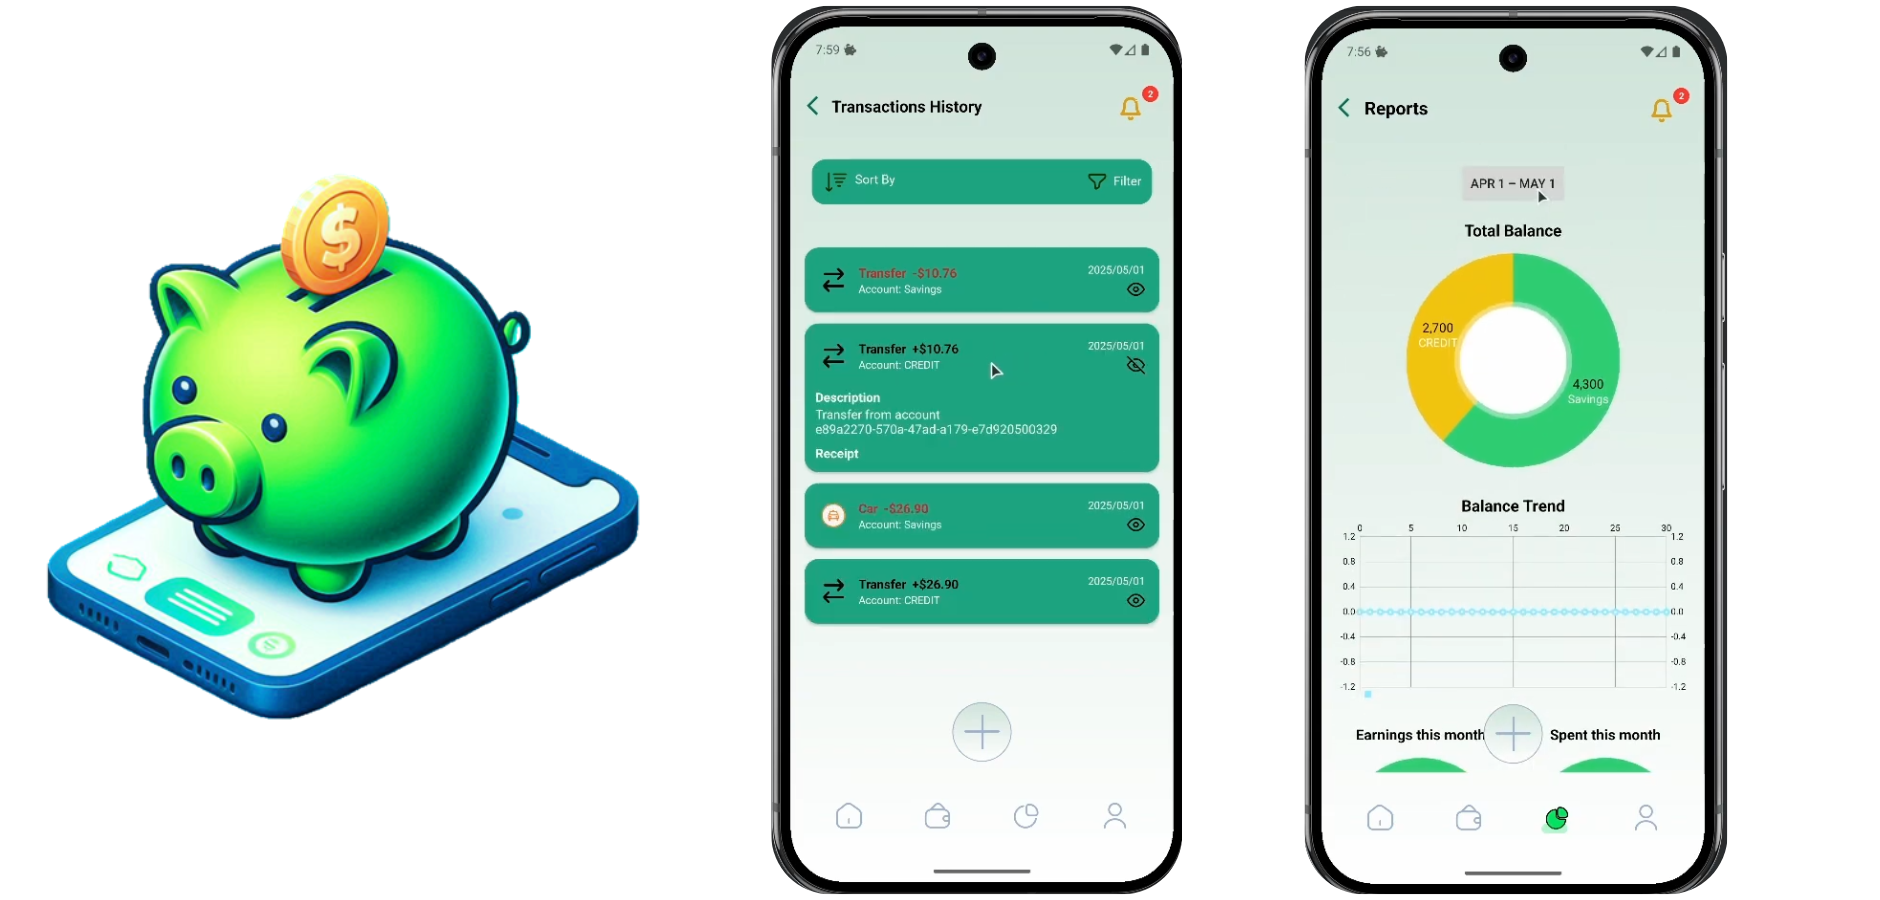 $
7:59
Transactions History
2
Sort By
Filter
Transfer -$10.76
2025/05/01
Account: Savings
Transfer +$10.76
2025/05/01
Account: CREDIT
Description
Transfer from account
e89a2270-570a-47ad-a179-e7d920500329
Receipt
Car -$26.90
2025/05/01
Account: Savings
Transfer +$26.90
2025/05/01
Account: CREDIT
7:56
Reports
2
APR 1 – MAY 1
Total Balance
2,700
CREDIT
4,300
Savings
Balance Trend
0 5 10 15 20 25 30
1.2 1.2
0.8 0.8
0.4 0.4
0.0 0.0
-0.4 -0.4
-0.8 -0.8
-1.2 -1.2
Earnings this month
Spent this month